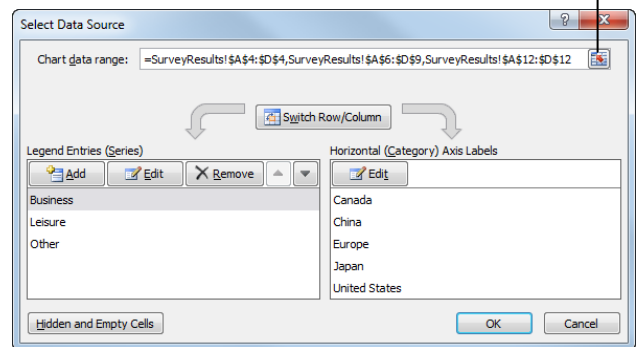 Select Data Source
Chart data range: =SurveyResults!$A$4:$D$4,SurveyResults!$A$6:$D$9,SurveyResults!$A$12:$D$12
Switch Row/Column
Legend Entries (Series)
Add Edit Remove
Business
Leisure
Other
Horizontal (Category) Axis Labels
Edit
Canada
China
Europe
Japan
United States
Hidden and Empty Cells
OK Cancel